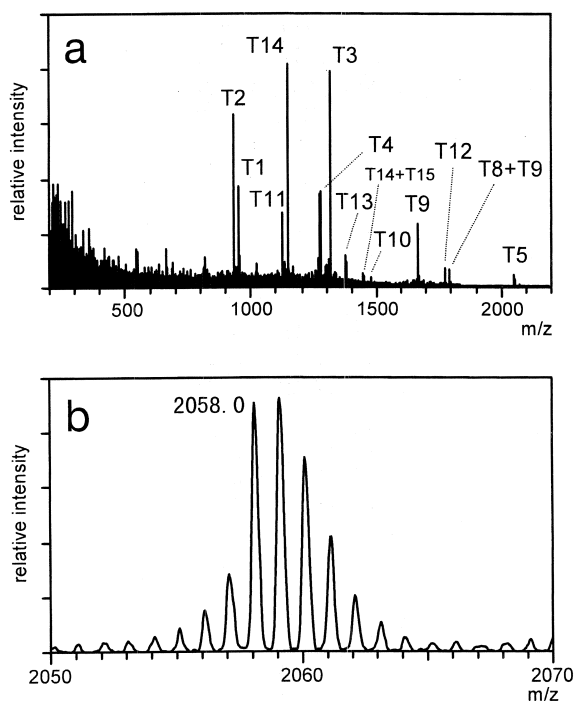 a
T14
T3
T2
T4
T1
T14+T15
T12
T8+T9
T11
T13
T9
T10
T5
relative intensity
500
1000
1500
2000
m/z
b
2058. 0
relative intensity
2050
2060
2070
m/z